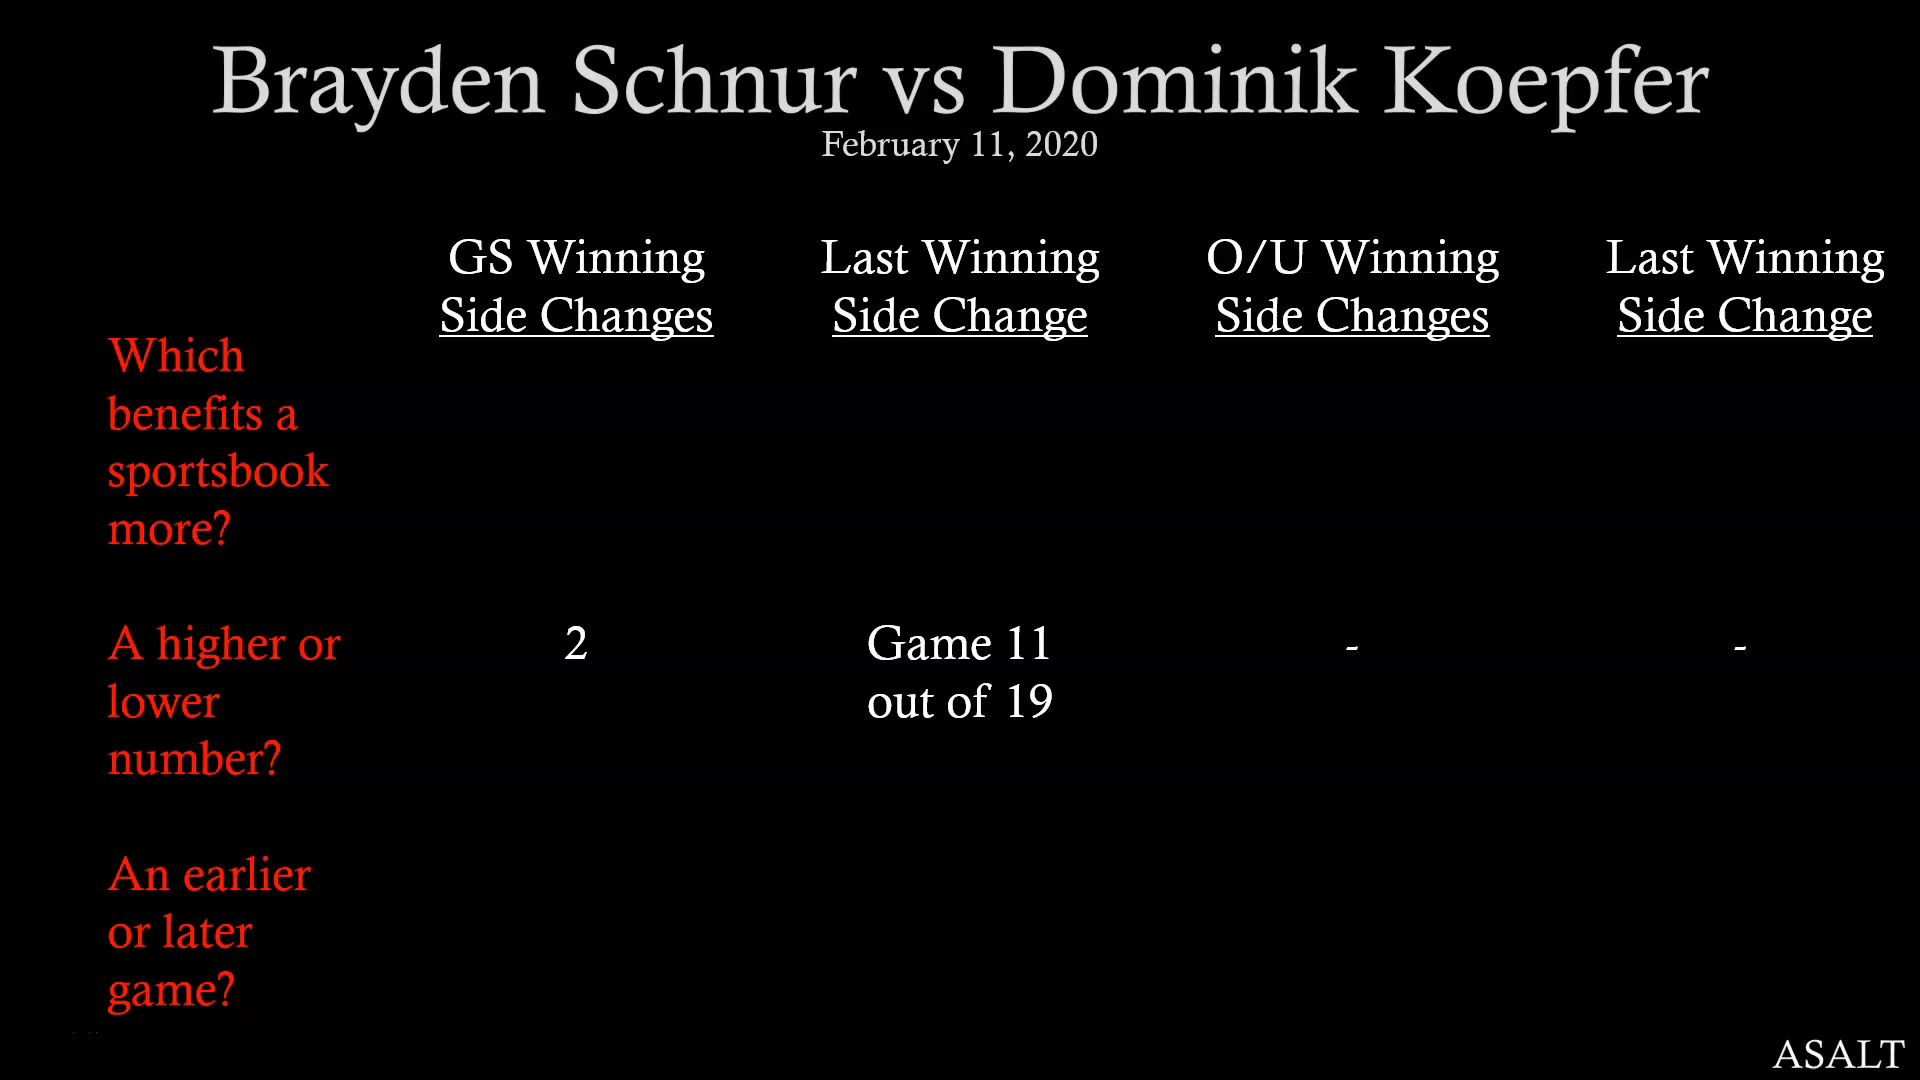 Brayden Schnur vs Dominik Koepfer
February 11, 2020
GS Winning
Side Changes
Last Winning
Side Change
O/U Winning
Side Changes
Last Winning
Side Change
Which
benefits a
sportsbook
more?
A higher or
lower
number?
2
Game 11
out of 19
-
-
An earlier
or later
game?
ASALT